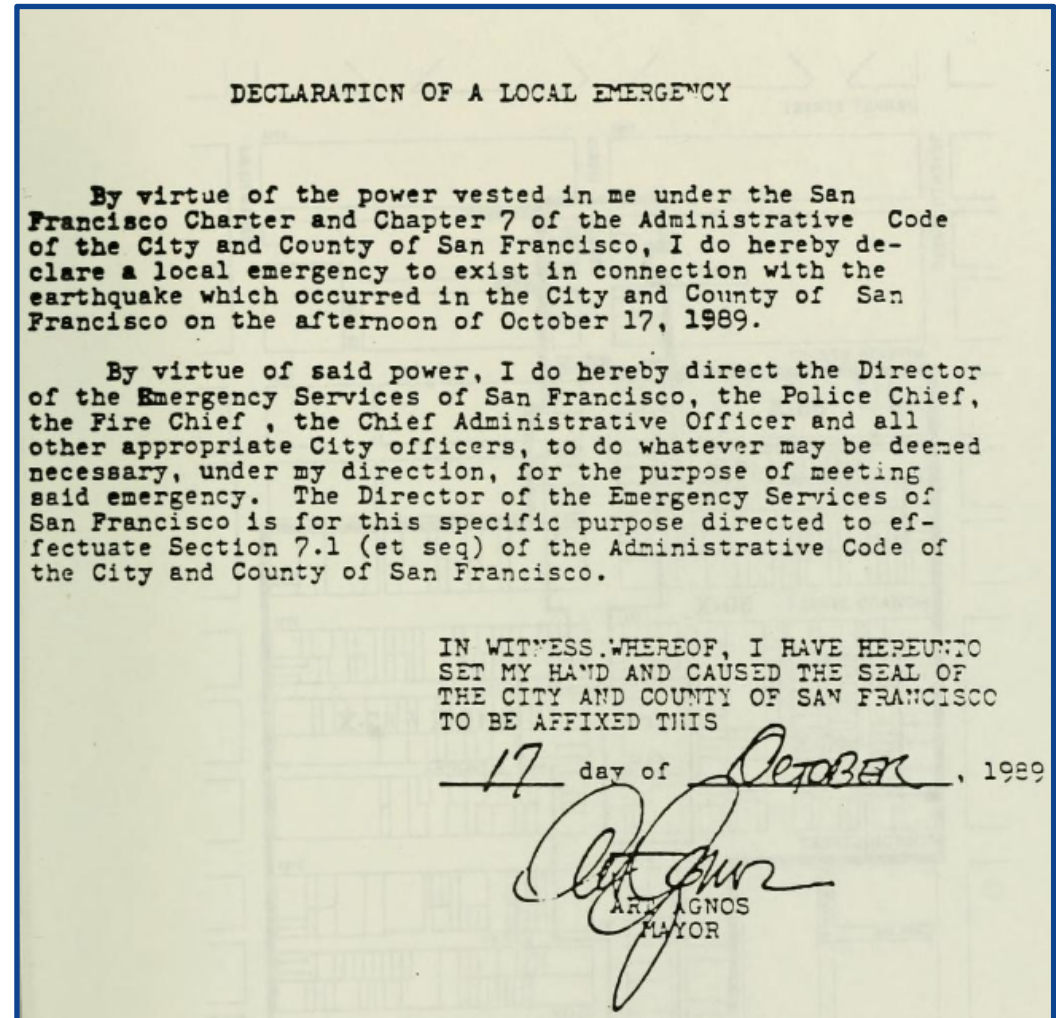 DECLARATION OF A LOCAL EMERGENCY
By virtue of the power vested in me under the San
Francisco Charter and Chapter 7 of the Administrative Code
of the City and County of San Francisco, I do hereby de-
clare a local emergency to exist in connection with the
earthquake which occurred in the City and County of San
Francisco on the afternoon of October 17, 1989.
By virtue of said power, I do hereby direct the Director
of the Emergency Services of San Francisco, the Police Chief,
the Fire Chief , the Chief Administrative Officer and all
other appropriate City officers, to do whatever may be deemed
necessary, under my direction, for the purpose of meeting
said emergency. The Director of the Emergency Services of
San Francisco is for this specific purpose directed to ef-
fectuate Section 7.1 (et seq) of the Administrative Code of
the City and County of San Francisco.
IN WITNESS.WHEREOF, I HAVE HEREUNTO
SET MY HAND AND CAUSED THE SEAL OF
THE CITY AND COUNTY OF SAN FRANCISCO
TO BE AFFIXED THIS
17 day of OCTOBER, 1989
Art Agnos
ART AGNOS
MAYOR